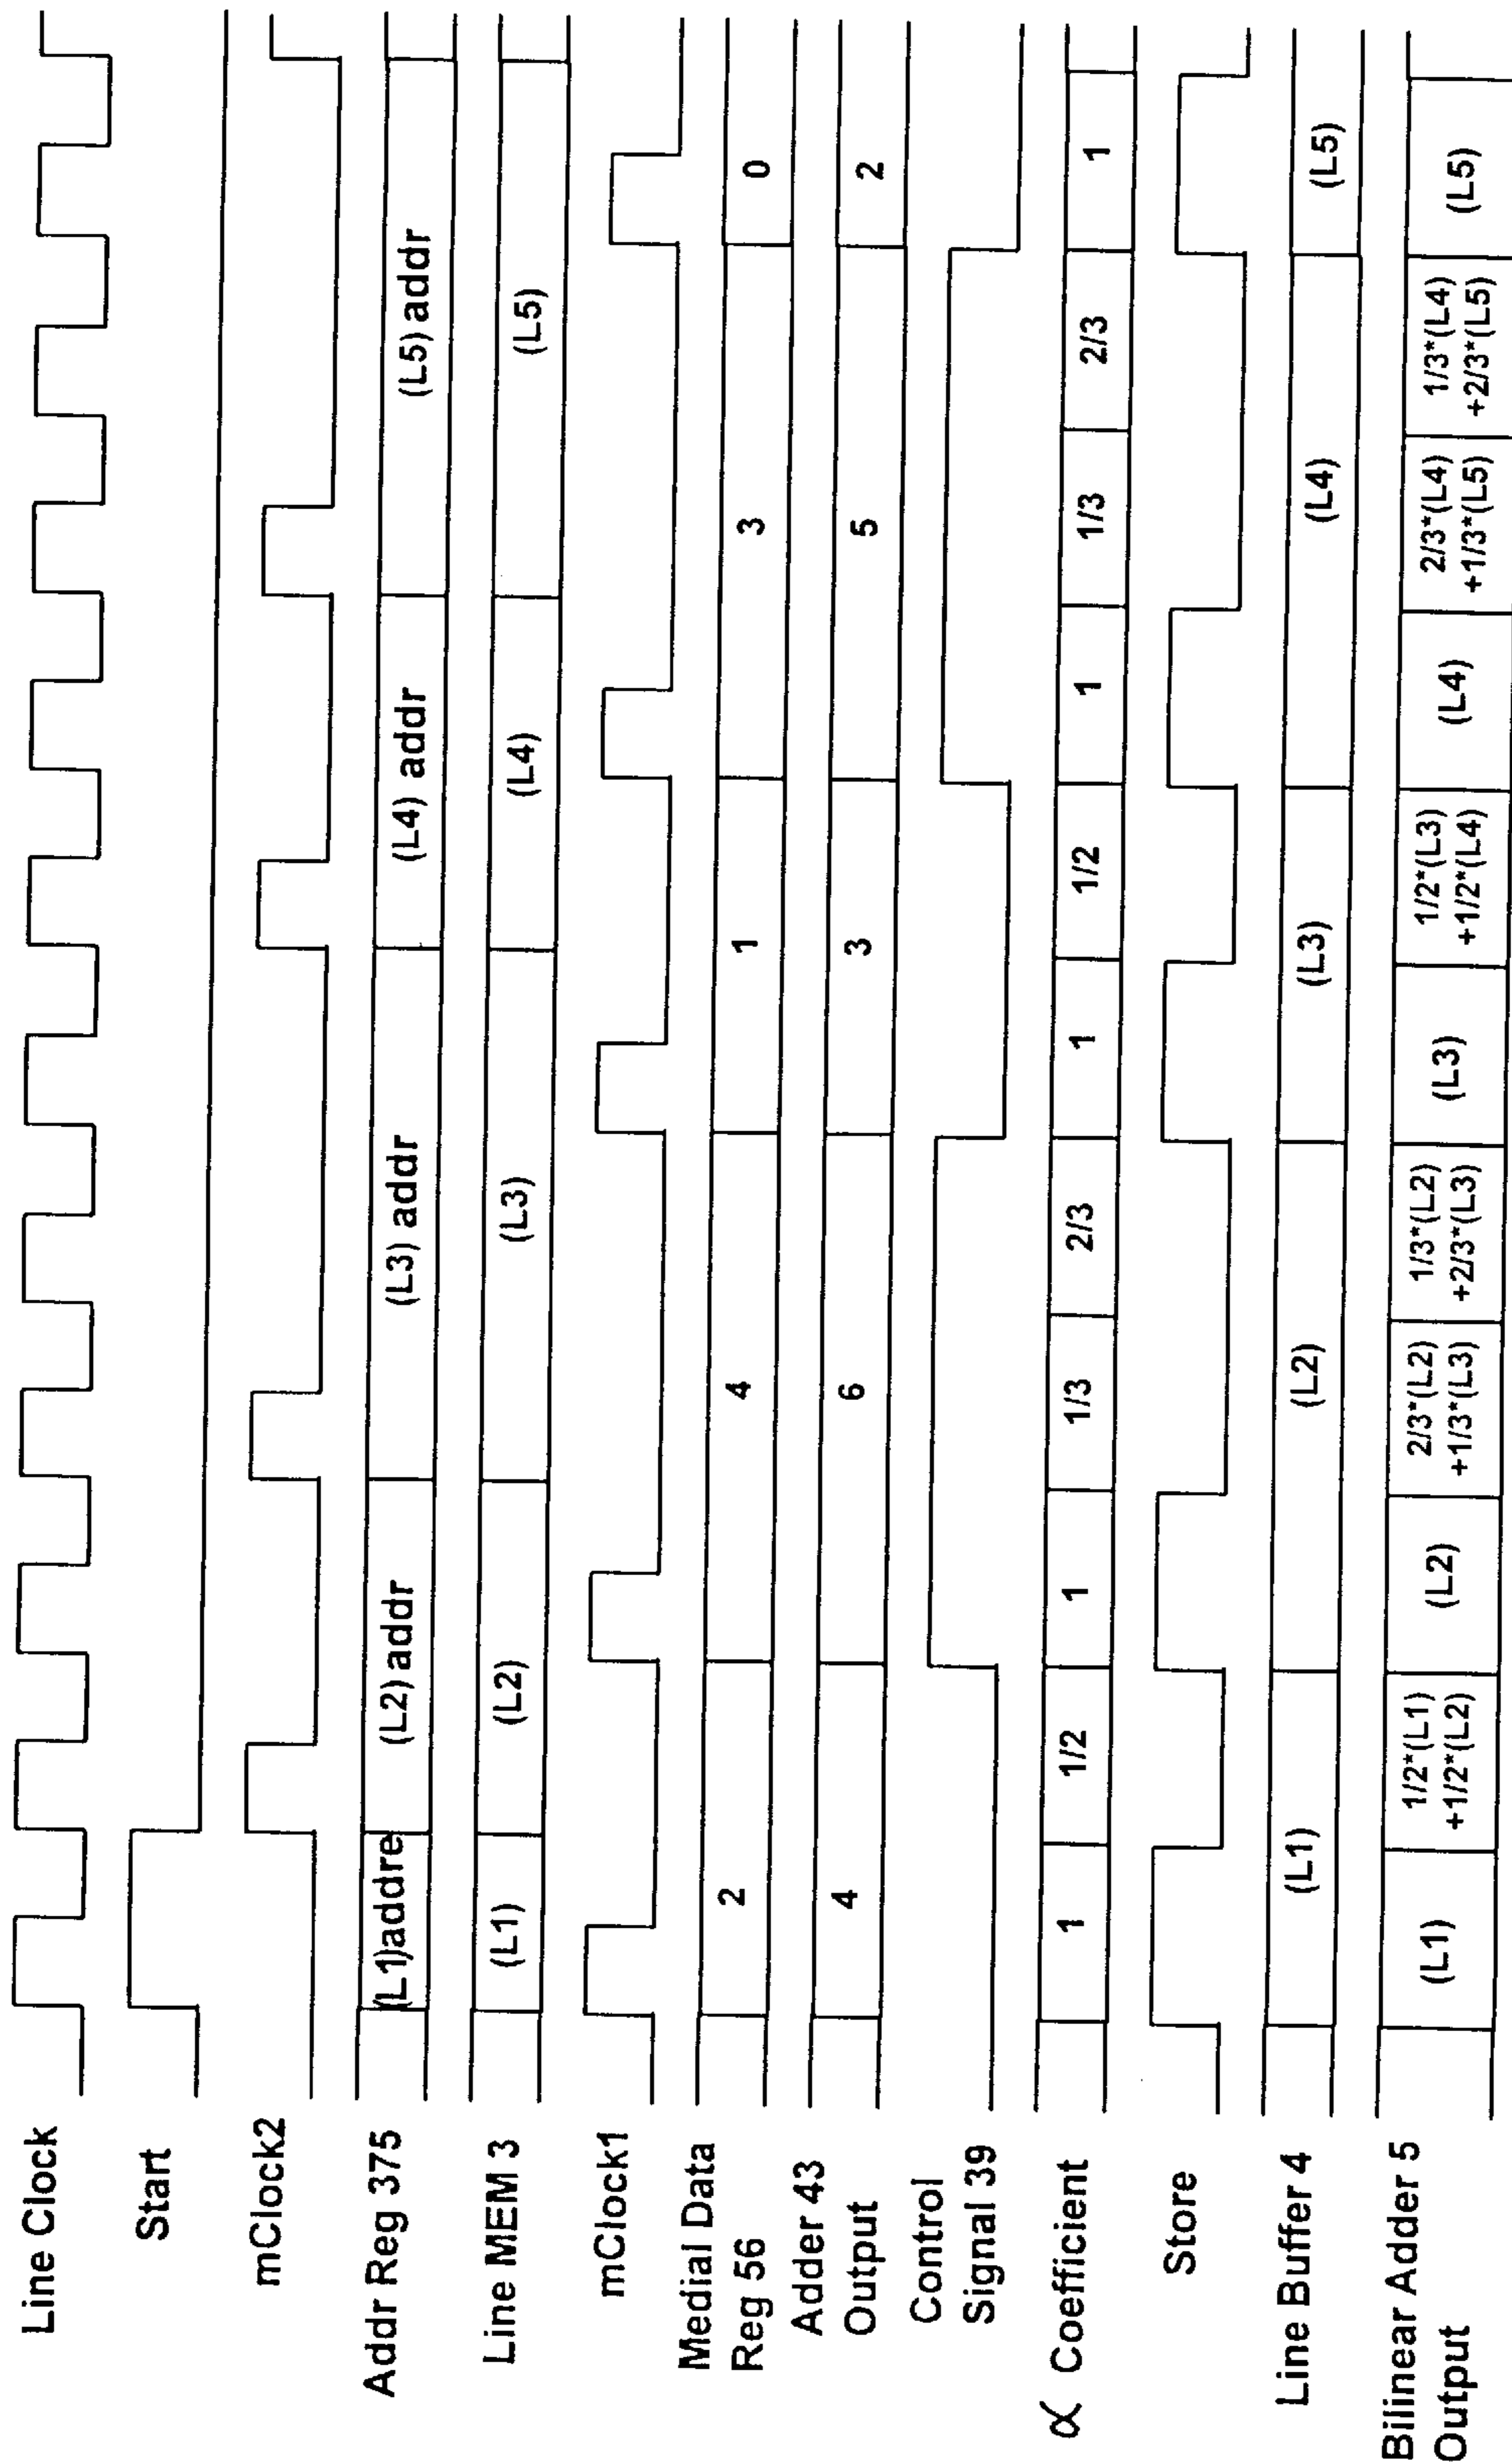 Line Clock
Start
mClock2
Addr Reg 375
(L1)addre
(L2) addr
(L3) addr
(L4) addr
(L5) addr
Line MEM 3
(L1)
(L2)
(L3)
(L4)
(L5)
mClock1
Medial Data
Reg 56
2
4
1
3
0
Adder 43
Output
4
6
3
5
2
Control
Signal 39
∝ Coefficient
1
1/2
1
1/3
2/3
1
1/2
1
1/3
2/3
1
Store
Line Buffer 4
(L1)
(L2)
(L3)
(L4)
(L5)
Bilinear Adder 5
Output
(L1)
1/2*(L1)
+1/2*(L2)
(L2)
2/3*(L2)
+1/3*(L3)
1/3*(L2)
+2/3*(L3)
(L3)
1/2*(L3)
+1/2*(L4)
(L4)
2/3*(L4)
+1/3*(L5)
1/3*(L4)
+2/3*(L5)
(L5)